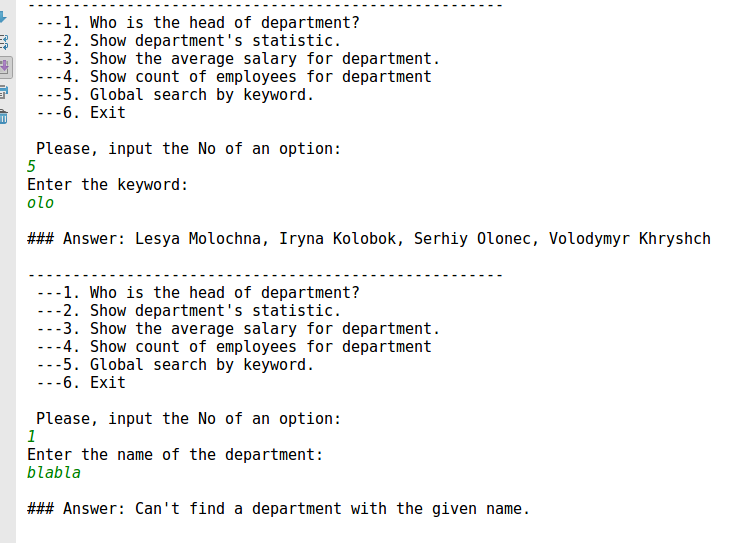 -----------------------------------------------------
---1. Who is the head of department?
---2. Show department's statistic.
---3. Show the average salary for department.
---4. Show count of employees for department
---5. Global search by keyword.
---6. Exit
Please, input the No of an option:
5
Enter the keyword:
olo
### Answer: Lesya Molochna, Iryna Kolobok, Serhiy Olonec, Volodymyr Khryshch
-----------------------------------------------------
---1. Who is the head of department?
---2. Show department's statistic.
---3. Show the average salary for department.
---4. Show count of employees for department
---5. Global search by keyword.
---6. Exit
Please, input the No of an option:
1
Enter the name of the department:
blabla
### Answer: Can't find a department with the given name.